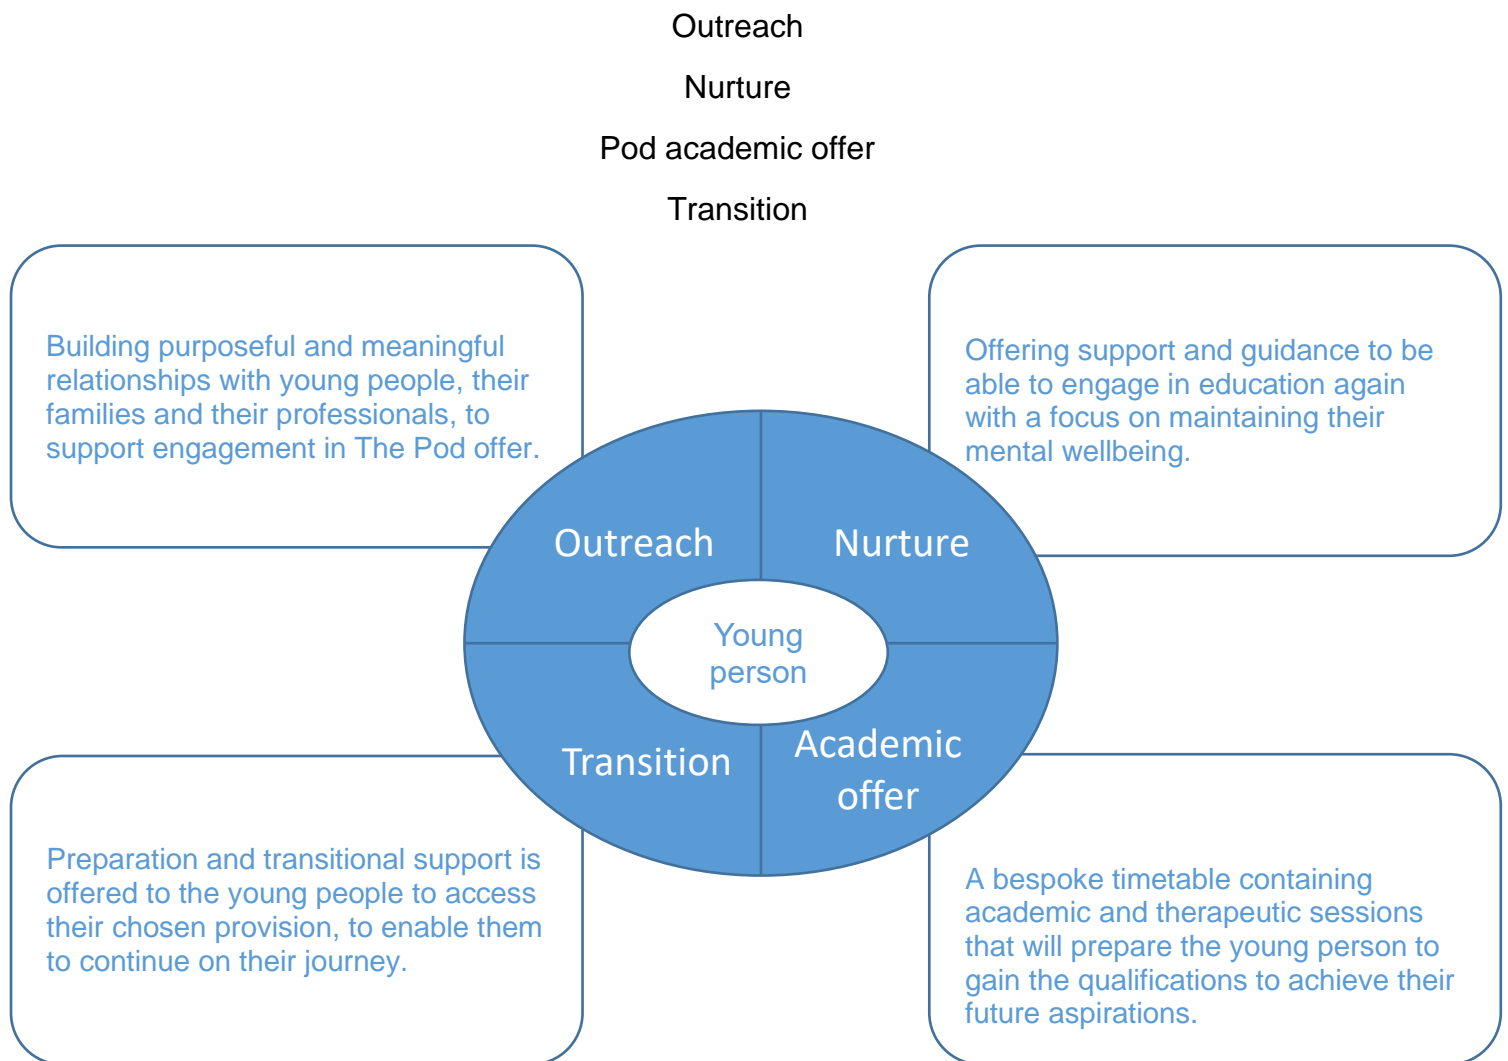 Outreach
Nurture
Pod academic offer
Transition
Building purposeful and meaningful
relationships with young people, their
families and their professionals, to
support engagement in The Pod offer.
Offering support and guidance to be
able to engage in education again
with a focus on maintaining their
mental wellbeing.
Outreach
Nurture
Young
person
Transition
Academic
offer
Preparation and transitional support is
offered to the young people to access
their chosen provision, to enable them
to continue on their journey.
A bespoke timetable containing
academic and therapeutic sessions
that will prepare the young person to
gain the qualifications to achieve their
future aspirations.